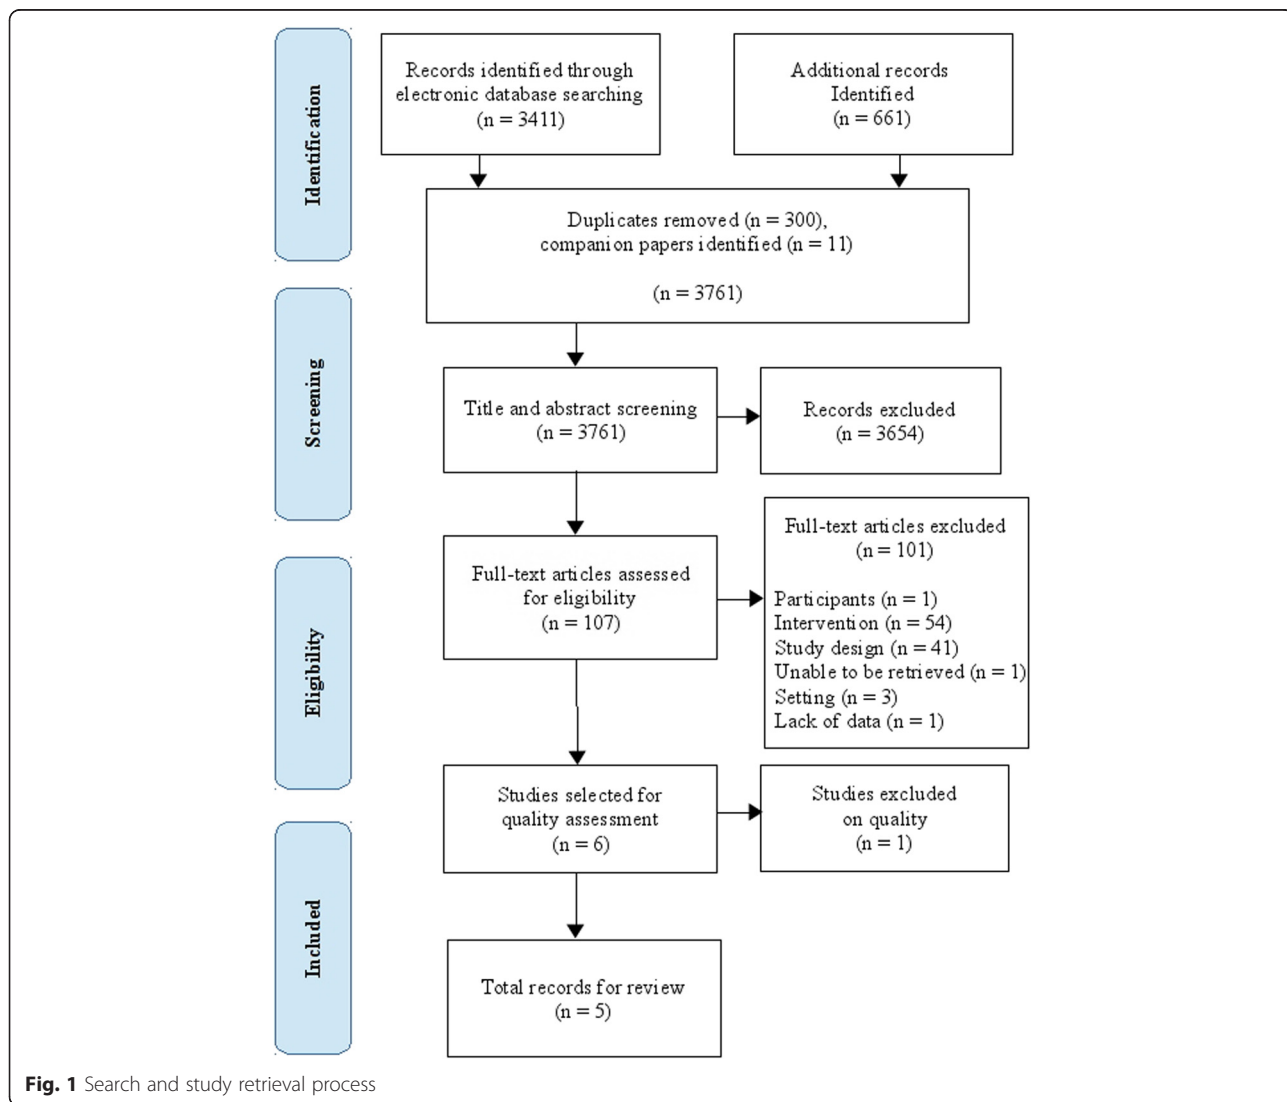 Identification
Records identified through
electronic database searching
(n = 3411)
Additional records
Identified
(n = 661)
Duplicates removed (n = 300),
companion papers identified (n = 11)
(n = 3761)
Screening
Title and abstract screening
(n = 3761)
Records excluded
(n = 3654)
Eligibility
Full-text articles assessed
for eligibility
(n = 107)
Full-text articles excluded
(n = 101)
Participants (n = 1)
Intervention (n = 54)
Study design (n = 41)
Unable to be retrieved (n = 1)
Setting (n = 3)
Lack of data (n = 1)
Studies selected for
quality assessment
(n = 6)
Studies excluded
on quality
(n = 1)
Included
Total records for review
(n = 5)
Fig. 1 Search and study retrieval process